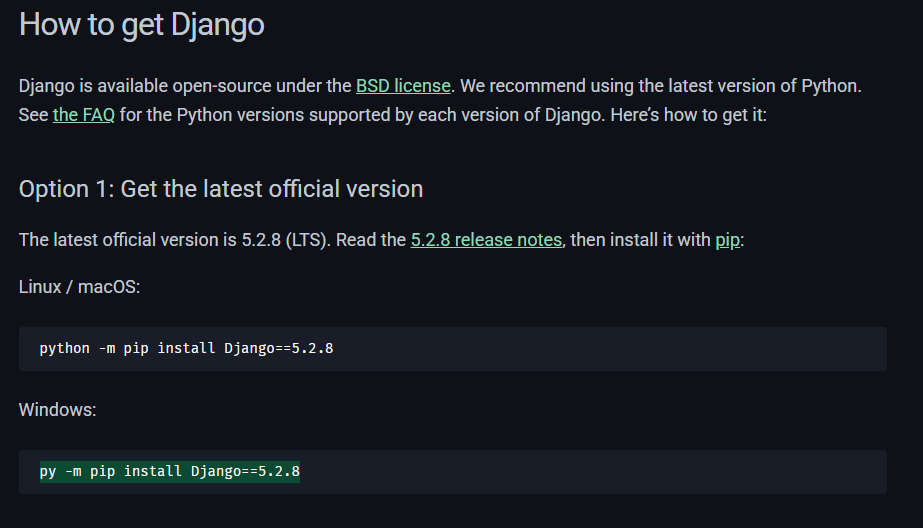 How to get Django
Django is available open-source under the BSD license. We recommend using the latest version of Python.
See the FAQ for the Python versions supported by each version of Django. Here’s how to get it:
Option 1: Get the latest official version
The latest official version is 5.2.8 (LTS). Read the 5.2.8 release notes, then install it with pip:
Linux / macOS:
python -m pip install Django==5.2.8
Windows:
py -m pip install Django==5.2.8